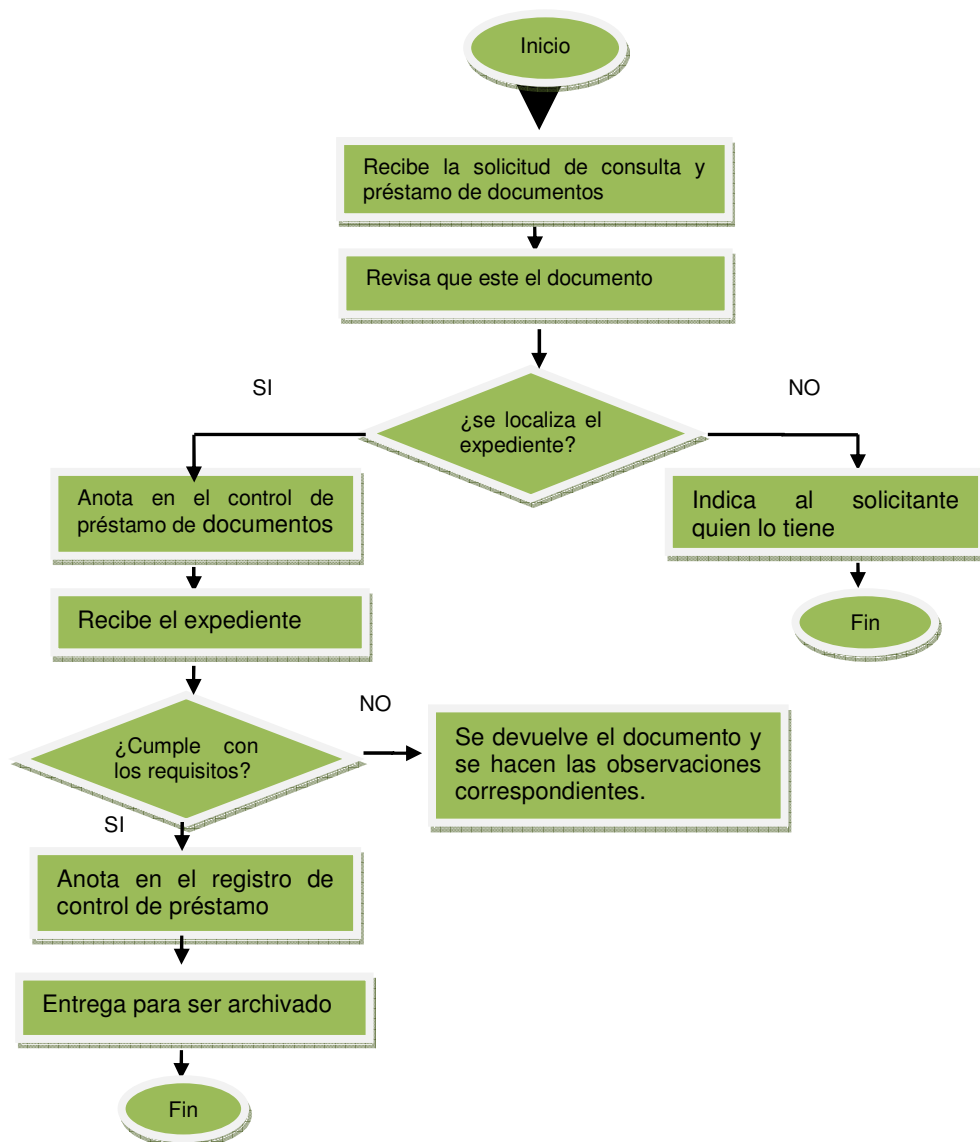 Inicio
Recibe la solicitud de consulta y
préstamo de documentos
Revisa que este el documento
SI
NO
¿se localiza el
expediente?
Anota en el control de
préstamo de documentos
Indica al solicitante
quien lo tiene
Recibe el expediente
Fin
NO
¿Cumple con
los requisitos?
Se devuelve el documento y
se hacen las observaciones
correspondientes.
SI
Anota en el registro de
control de préstamo
Entrega para ser archivado
Fin